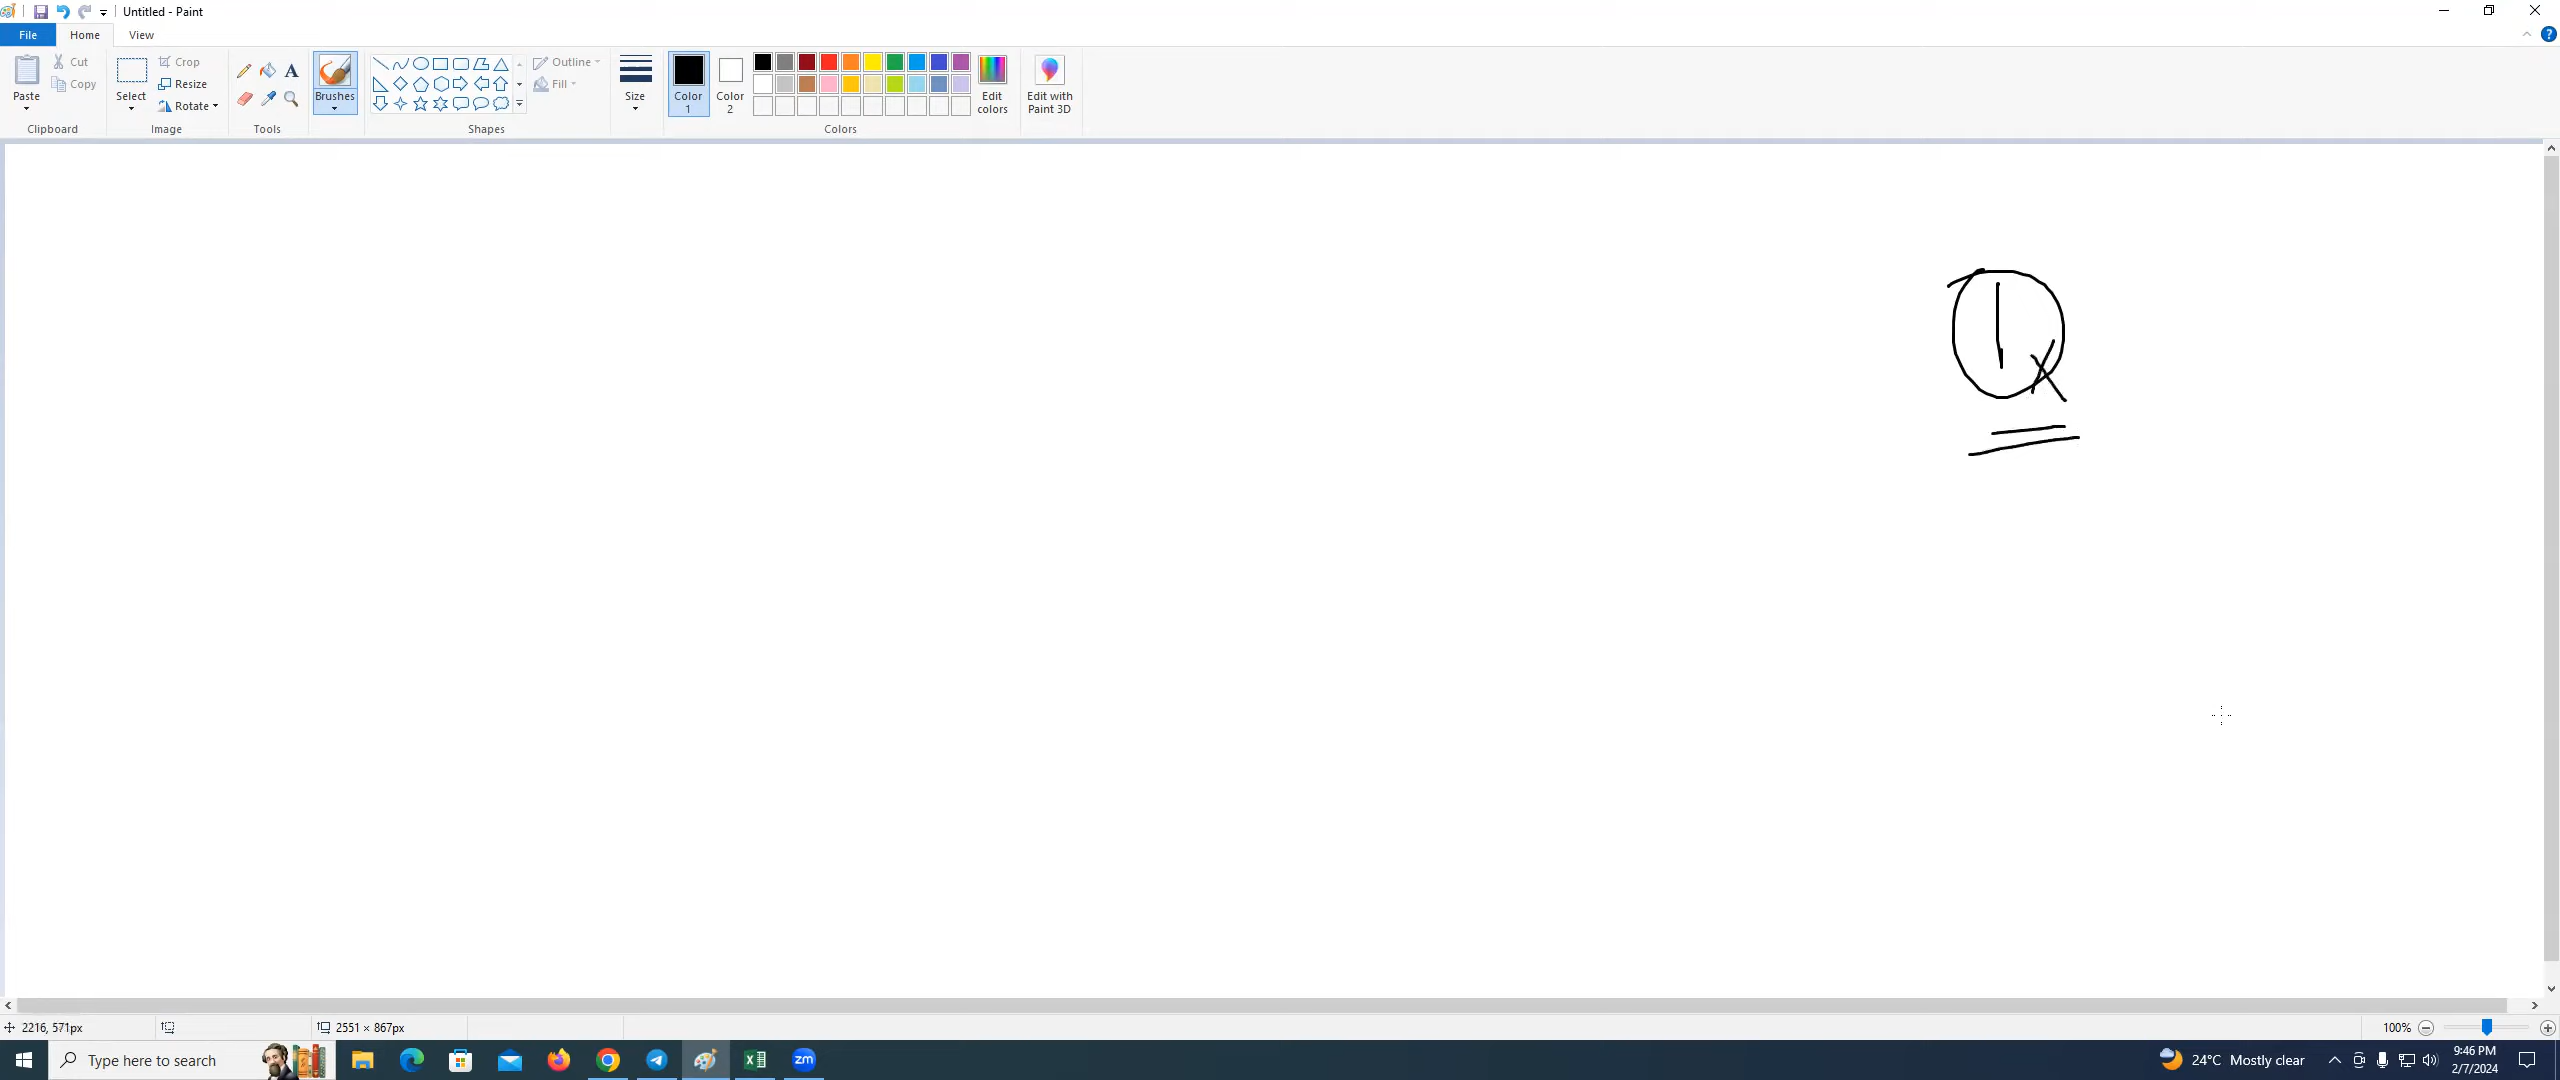 Untitled - Paint
File Home View
Paste Cut Copy Select Crop Resize Rotate A Brushes Outline Fill Size Color 1 Color 2 Edit colors Edit with Paint 3D
Clipboard Image Tools Shapes Colors
1
2216, 571px 2551 × 867px 100%
Type here to search zm 24°C Mostly clear 9:46 PM
2/7/2024